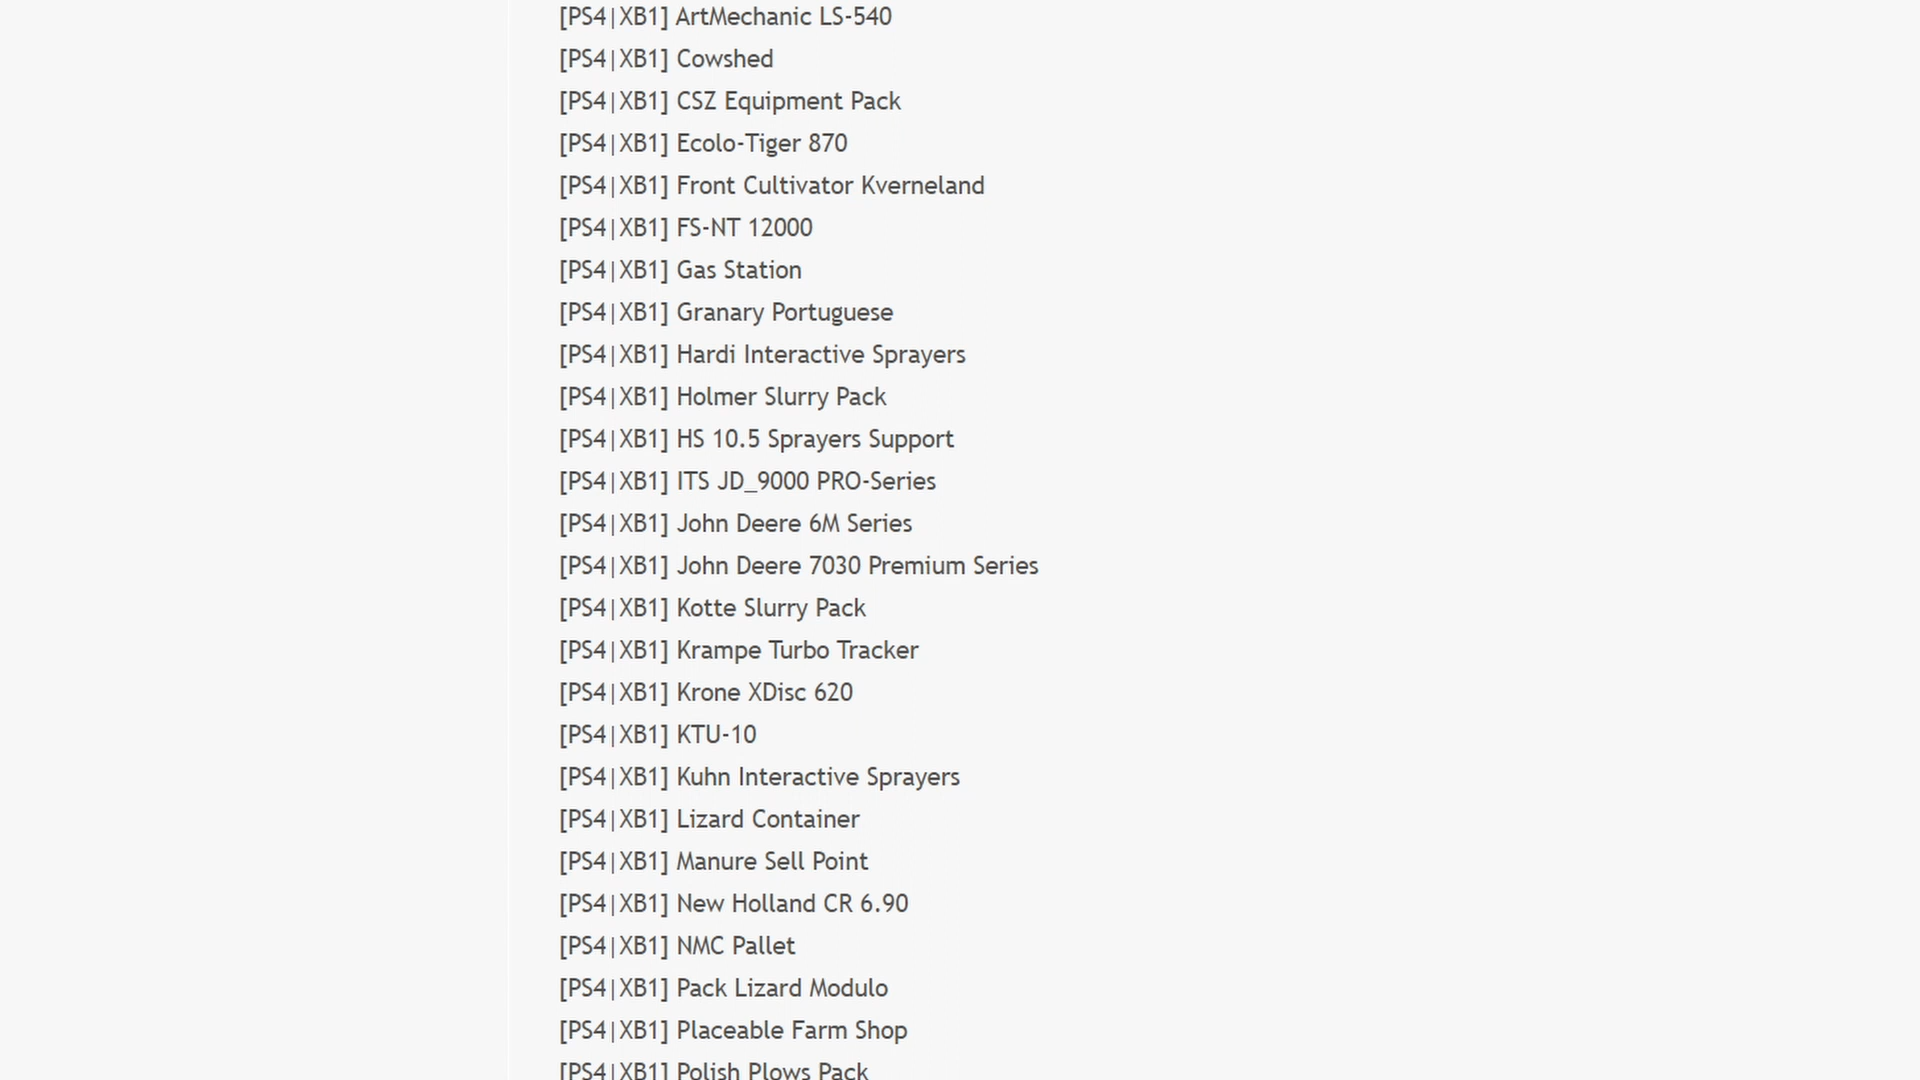 [PS4|XB1] ArtMechanic LS-540
[PS4|XB1] Cowshed
[PS4|XB1] CSZ Equipment Pack
[PS4|XB1] Ecolo-Tiger 870
[PS4|XB1] Front Cultivator Kverneland
[PS4|XB1] FS-NT 12000
[PS4|XB1] Gas Station
[PS4|XB1] Granary Portuguese
[PS4|XB1] Hardi Interactive Sprayers
[PS4|XB1] Holmer Slurry Pack
[PS4|XB1] HS 10.5 Sprayers Support
[PS4|XB1] ITS JD_9000 PRO-Series
[PS4|XB1] John Deere 6M Series
[PS4|XB1] John Deere 7030 Premium Series
[PS4|XB1] Kotte Slurry Pack
[PS4|XB1] Krampe Turbo Tracker
[PS4|XB1] Krone XDisc 620
[PS4|XB1] KTU-10
[PS4|XB1] Kuhn Interactive Sprayers
[PS4|XB1] Lizard Container
[PS4|XB1] Manure Sell Point
[PS4|XB1] New Holland CR 6.90
[PS4|XB1] NMC Pallet
[PS4|XB1] Pack Lizard Modulo
[PS4|XB1] Placeable Farm Shop
[PS4|XB1] Polish Plows Pack